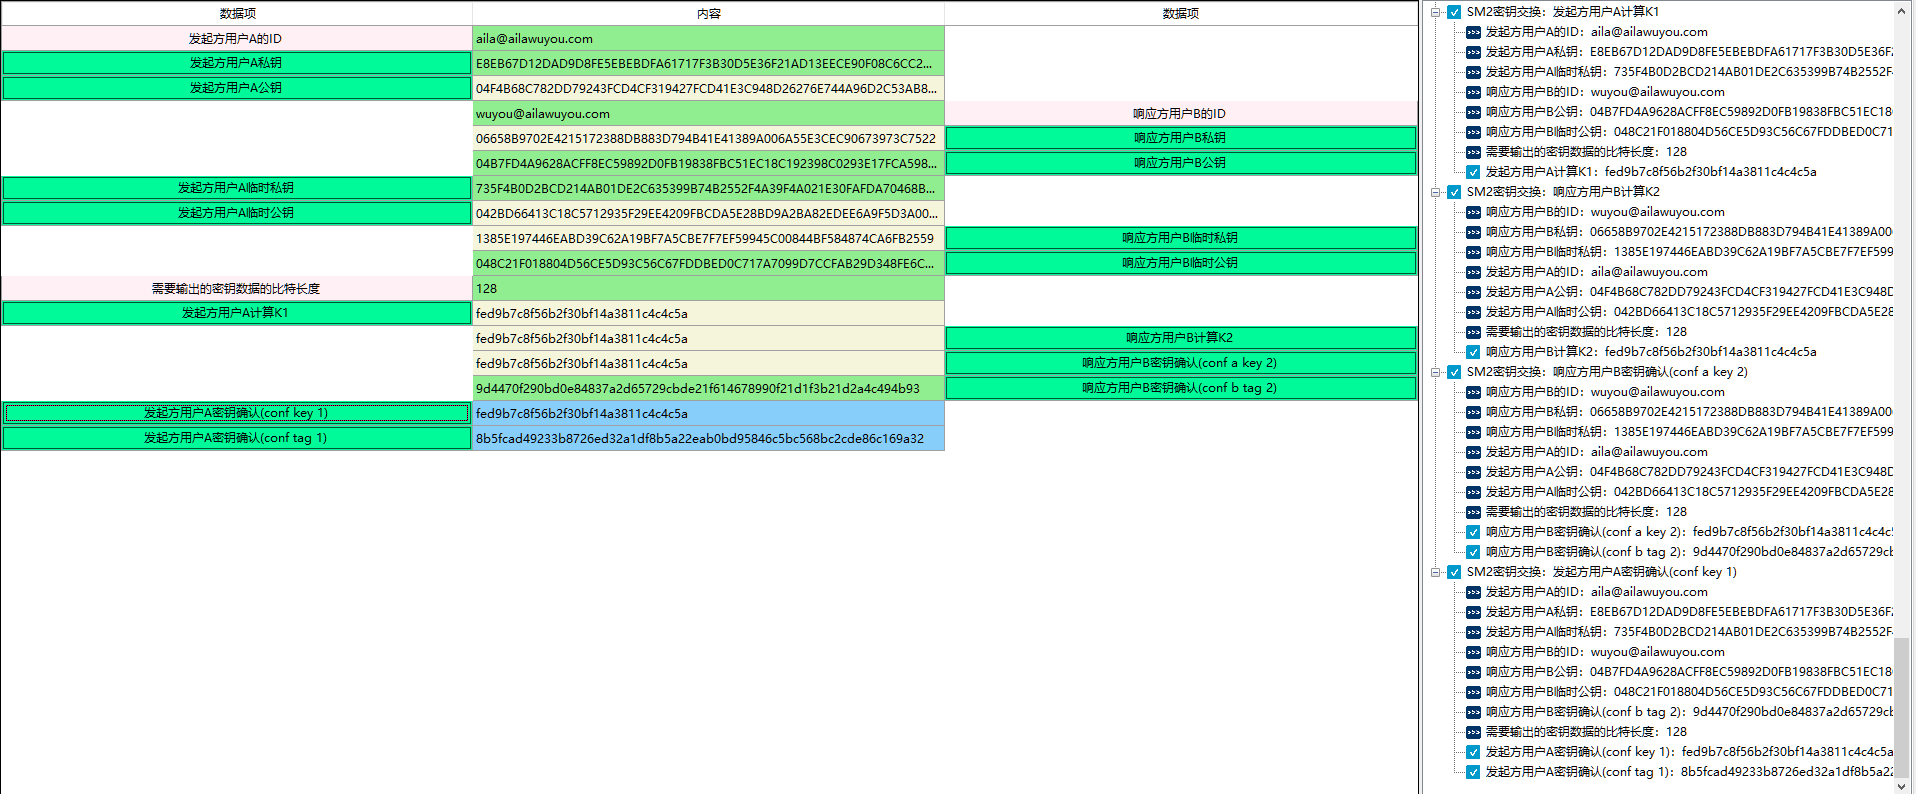 数据项 内容 数据项
发起方用户A的ID aila@ailawuyou.com
发起方用户A私钥 E8EB67D12DAD9D8FE5EBEBDFA61717F3B30D5E36F21AD13EECE90F08C6CC2...
发起方用户A公钥 04F4B68C782DD79243FCD4CF319427FCD41E3C948D26276E744A96D2C53AB8...
wuyou@ailawuyou.com 响应方用户B的ID
06658B9702E4215172388DB883D794B41E41389A006A55E3CEC90673973C7522 响应方用户B私钥
04B7FD4A9628ACFF8EC59892D0FB19838FBC51EC18C192398C0293E17FCA598... 响应方用户B公钥
发起方用户A临时私钥 735F4B0D2BCD214AB01DE2C635399B74B2552F4A39F4A021E30FAFDA70468B...
发起方用户A临时公钥 042BD66413C18C5712935F29EE4209FBCDA5E28BD9A2BA82EDEE6A9F5D3A00...
1385E197446EABD39C62A19BF7A5CBE7F7EF59945C00844BF584874CA6FB2559 响应方用户B临时私钥
048C21F018804D56CE5D93C56C67FDDBED0C717A7099D7CCFAB29D348FE6C... 响应方用户B临时公钥
需要输出的密钥数据的比特长度 128
发起方用户A计算K1 fed9b7c8f56b2f30bf14a3811c4c4c5a
fed9b7c8f56b2f30bf14a3811c4c4c5a 响应方用户B计算K2
fed9b7c8f56b2f30bf14a3811c4c4c5a 响应方用户B密钥确认(conf a key 2)
9d4470f290bd0e84837a2d65729cbde21f614678990f21d1f3b21d2a4c494b93 响应方用户B密钥确认(conf b tag 2)
发起方用户A密钥确认(conf key 1) fed9b7c8f56b2f30bf14a3811c4c4c5a
发起方用户A密钥确认(conf tag 1) 8b5fcad49233b8726ed32a1df8b5a22eab0bd95846c5bc568bc2cde86c169a32
SM2密钥交换：发起方用户A计算K1
发起方用户A的ID：aila@ailawuyou.com
发起方用户A私钥：E8EB67D12DAD9D8FE5EBEBDFA61717F3B30D5E36F
发起方用户A临时私钥：735F4B0D2BCD214AB01DE2C635399B74B2552F
响应方用户B的ID：wuyou@ailawuyou.com
响应方用户B公钥：04B7FD4A9628ACFF8EC59892D0FB19838FBC51EC18
响应方用户B临时公钥：048C21F018804D56CE5D93C56C67FDDBED0C71
需要输出的密钥数据的比特长度：128
发起方用户A计算K1：fed9b7c8f56b2f30bf14a3811c4c4c5a
SM2密钥交换：响应方用户B计算K2
响应方用户B的ID：wuyou@ailawuyou.com
响应方用户B私钥：06658B9702E4215172388DB883D794B41E41389A00
响应方用户B临时私钥：1385E197446EABD39C62A19BF7A5CBE7F7EF599
发起方用户A的ID：aila@ailawuyou.com
发起方用户A公钥：04F4B68C782DD79243FCD4CF319427FCD41E3C948D
发起方用户A临时公钥：042BD66413C18C5712935F29EE4209FBCDA5E28
需要输出的密钥数据的比特长度：128
响应方用户B计算K2：fed9b7c8f56b2f30bf14a3811c4c4c5a
SM2密钥交换：响应方用户B密钥确认(conf a key 2)
响应方用户B的ID：wuyou@ailawuyou.com
响应方用户B私钥：06658B9702E4215172388DB883D794B41E41389A00
响应方用户B临时私钥：1385E197446EABD39C62A19BF7A5CBE7F7EF599
发起方用户A的ID：aila@ailawuyou.com
发起方用户A公钥：04F4B68C782DD79243FCD4CF319427FCD41E3C948D
发起方用户A临时公钥：042BD66413C18C5712935F29EE4209FBCDA5E28
需要输出的密钥数据的比特长度：128
响应方用户B密钥确认(conf a key 2)：fed9b7c8f56b2f30bf14a3811c4c4c
响应方用户B密钥确认(conf b tag 2)：9d4470f290bd0e84837a2d65729cb
SM2密钥交换：发起方用户A密钥确认(conf key 1)
发起方用户A的ID：aila@ailawuyou.com
发起方用户A私钥：E8EB67D12DAD9D8FE5EBEBDFA61717F3B30D5E36F
发起方用户A临时私钥：735F4B0D2BCD214AB01DE2C635399B74B2552F
响应方用户B的ID：wuyou@ailawuyou.com
响应方用户B公钥：04B7FD4A9628ACFF8EC59892D0FB19838FBC51EC18
响应方用户B临时公钥：048C21F018804D56CE5D93C56C67FDDBED0C71
响应方用户B密钥确认(conf b tag 2)：9d4470f290bd0e84837a2d65729cb
需要输出的密钥数据的比特长度：128
发起方用户A密钥确认(conf key 1)：fed9b7c8f56b2f30bf14a3811c4c4c5a
发起方用户A密钥确认(conf tag 1)：8b5fcad49233b8726ed32a1df8b5a22